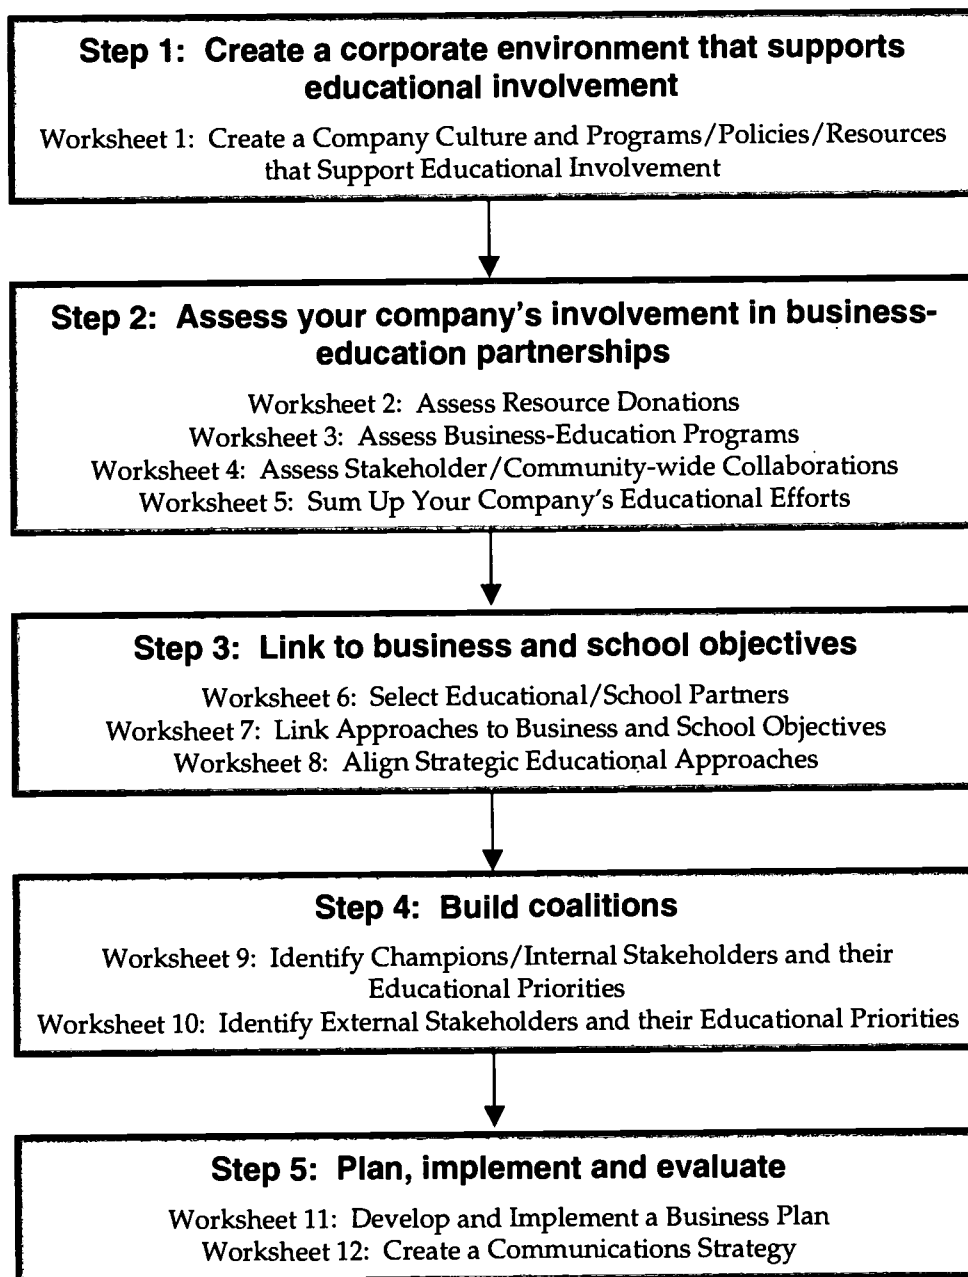 Step 1: Create a corporate environment that supports
educational involvement
Worksheet 1: Create a Company Culture and Programs/Policies/Resources
that Support Educational Involvement
Step 2: Assess your company's involvement in business-
education partnerships
Worksheet 2: Assess Resource Donations
Worksheet 3: Assess Business-Education Programs
Worksheet 4: Assess Stakeholder/Community-wide Collaborations
Worksheet 5: Sum Up Your Company's Educational Efforts
Step 3: Link to business and school objectives
Worksheet 6: Select Educational/School Partners
Worksheet 7: Link Approaches to Business and School Objectives
Worksheet 8: Align Strategic Educational Approaches
Step 4: Build coalitions
Worksheet 9: Identify Champions/Internal Stakeholders and their
Educational Priorities
Worksheet 10: Identify External Stakeholders and their Educational Priorities
Step 5: Plan, implement and evaluate
Worksheet 11: Develop and Implement a Business Plan
Worksheet 12: Create a Communications Strategy